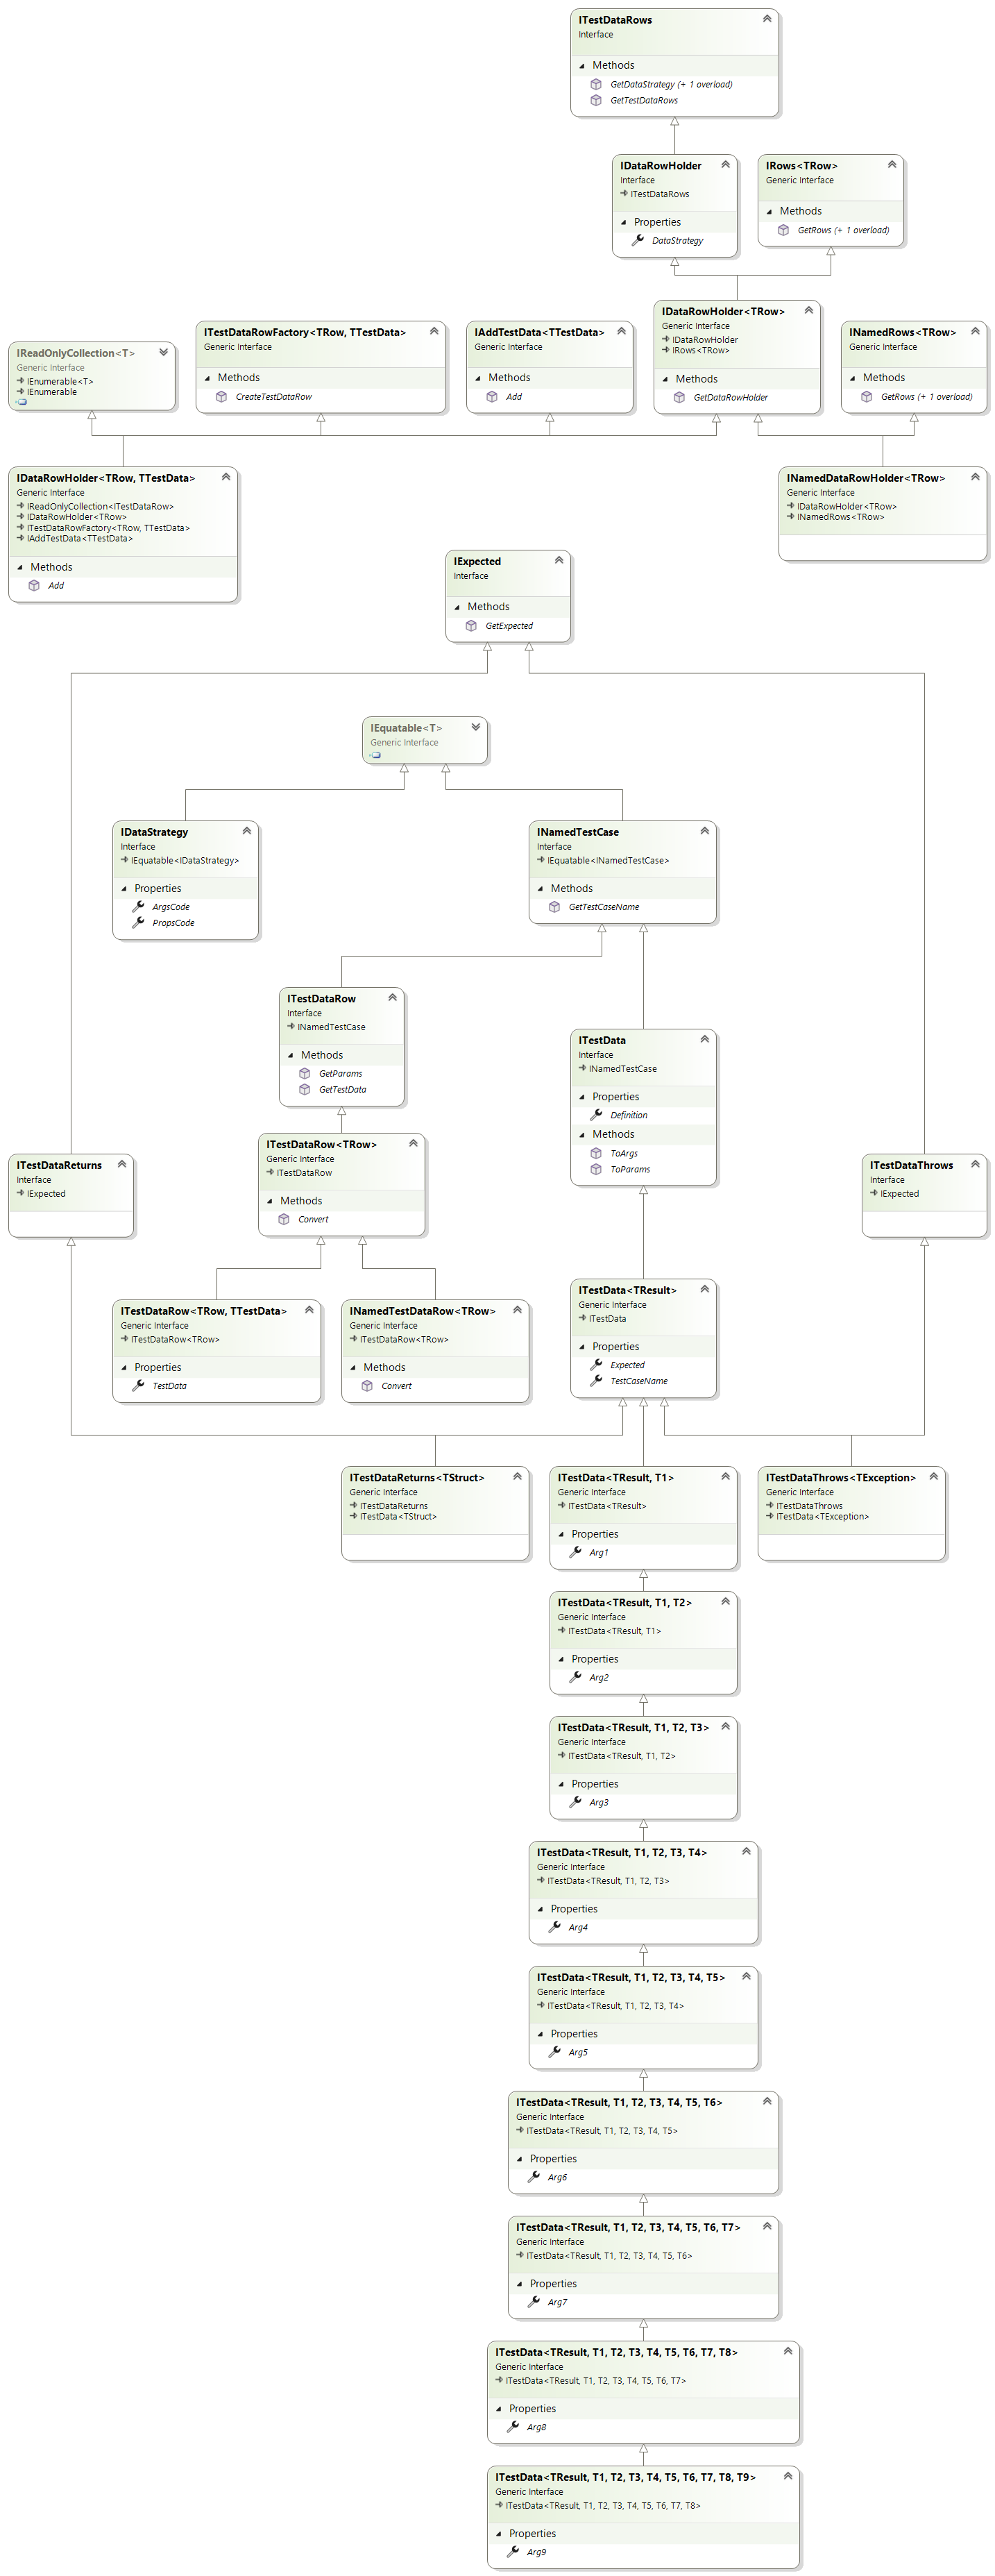 ITestDataRows
Interface
Methods
GetDataStrategy (+ 1 overload)
GetTestDataRows
IDataRowHolder
Interface
ITestDataRows
Properties
DataStrategy
IRows<TRow>
Generic Interface
Methods
GetRows (+ 1 overload)
IReadOnlyCollection<T>
Generic Interface
IEnumerable<T>
IEnumerable
ITestDataRowFactory<TRow, TTestData>
Generic Interface
Methods
CreateTestDataRow
IAddTestData<TTestData>
Generic Interface
Methods
Add
IDataRowHolder<TRow>
Generic Interface
IDataRowHolder
IRows<TRow>
Methods
GetDataRowHolder
INamedRows<TRow>
Generic Interface
Methods
GetRows (+ 1 overload)
IDataRowHolder<TRow, TTestData>
Generic Interface
IReadOnlyCollection<ITestDataRow>
IDataRowHolder<TRow>
ITestDataRowFactory<TRow, TTestData>
IAddTestData<TTestData>
Methods
Add
INamedDataRowHolder<TRow>
Generic Interface
IDataRowHolder<TRow>
INamedRows<TRow>
IExpected
Interface
Methods
GetExpected
IEquatable<T>
Generic Interface
IDataStrategy
Interface
IEquatable<IDataStrategy>
Properties
ArgsCode
PropsCode
INamedTestCase
Interface
IEquatable<INamedTestCase>
Methods
GetTestCaseName
ITestDataRow
Interface
INamedTestCase
Methods
GetParams
GetTestData
ITestData
Interface
INamedTestCase
Properties
Definition
Methods
ToArgs
ToParams
ITestDataReturns
Interface
IExpected
ITestDataRow<TRow>
Generic Interface
ITestDataRow
Methods
Convert
ITestDataThrows
Interface
IExpected
ITestDataRow<TRow, TTestData>
Generic Interface
ITestDataRow<TRow>
Properties
TestData
INamedTestDataRow<TRow>
Generic Interface
ITestDataRow<TRow>
Methods
Convert
ITestData<TResult>
Generic Interface
ITestData
Properties
Expected
TestCaseName
ITestDataReturns<TStruct>
Generic Interface
ITestDataReturns
ITestData<TStruct>
ITestData<TResult, T1>
Generic Interface
ITestData<TResult>
Properties
Arg1
ITestDataThrows<TException>
Generic Interface
ITestDataThrows
ITestData<TException>
ITestData<TResult, T1, T2>
Generic Interface
ITestData<TResult, T1>
Properties
Arg2
ITestData<TResult, T1, T2, T3>
Generic Interface
ITestData<TResult, T1, T2>
Properties
Arg3
ITestData<TResult, T1, T2, T3, T4>
Generic Interface
ITestData<TResult, T1, T2, T3>
Properties
Arg4
ITestData<TResult, T1, T2, T3, T4, T5>
Generic Interface
ITestData<TResult, T1, T2, T3, T4>
Properties
Arg5
ITestData<TResult, T1, T2, T3, T4, T5, T6>
Generic Interface
ITestData<TResult, T1, T2, T3, T4, T5>
Properties
Arg6
ITestData<TResult, T1, T2, T3, T4, T5, T6, T7>
Generic Interface
ITestData<TResult, T1, T2, T3, T4, T5, T6>
Properties
Arg7
ITestData<TResult, T1, T2, T3, T4, T5, T6, T7, T8>
Generic Interface
ITestData<TResult, T1, T2, T3, T4, T5, T6, T7>
Properties
Arg8
ITestData<TResult, T1, T2, T3, T4, T5, T6, T7, T8, T9>
Generic Interface
ITestData<TResult, T1, T2, T3, T4, T5, T6, T7, T8>
Properties
Arg9